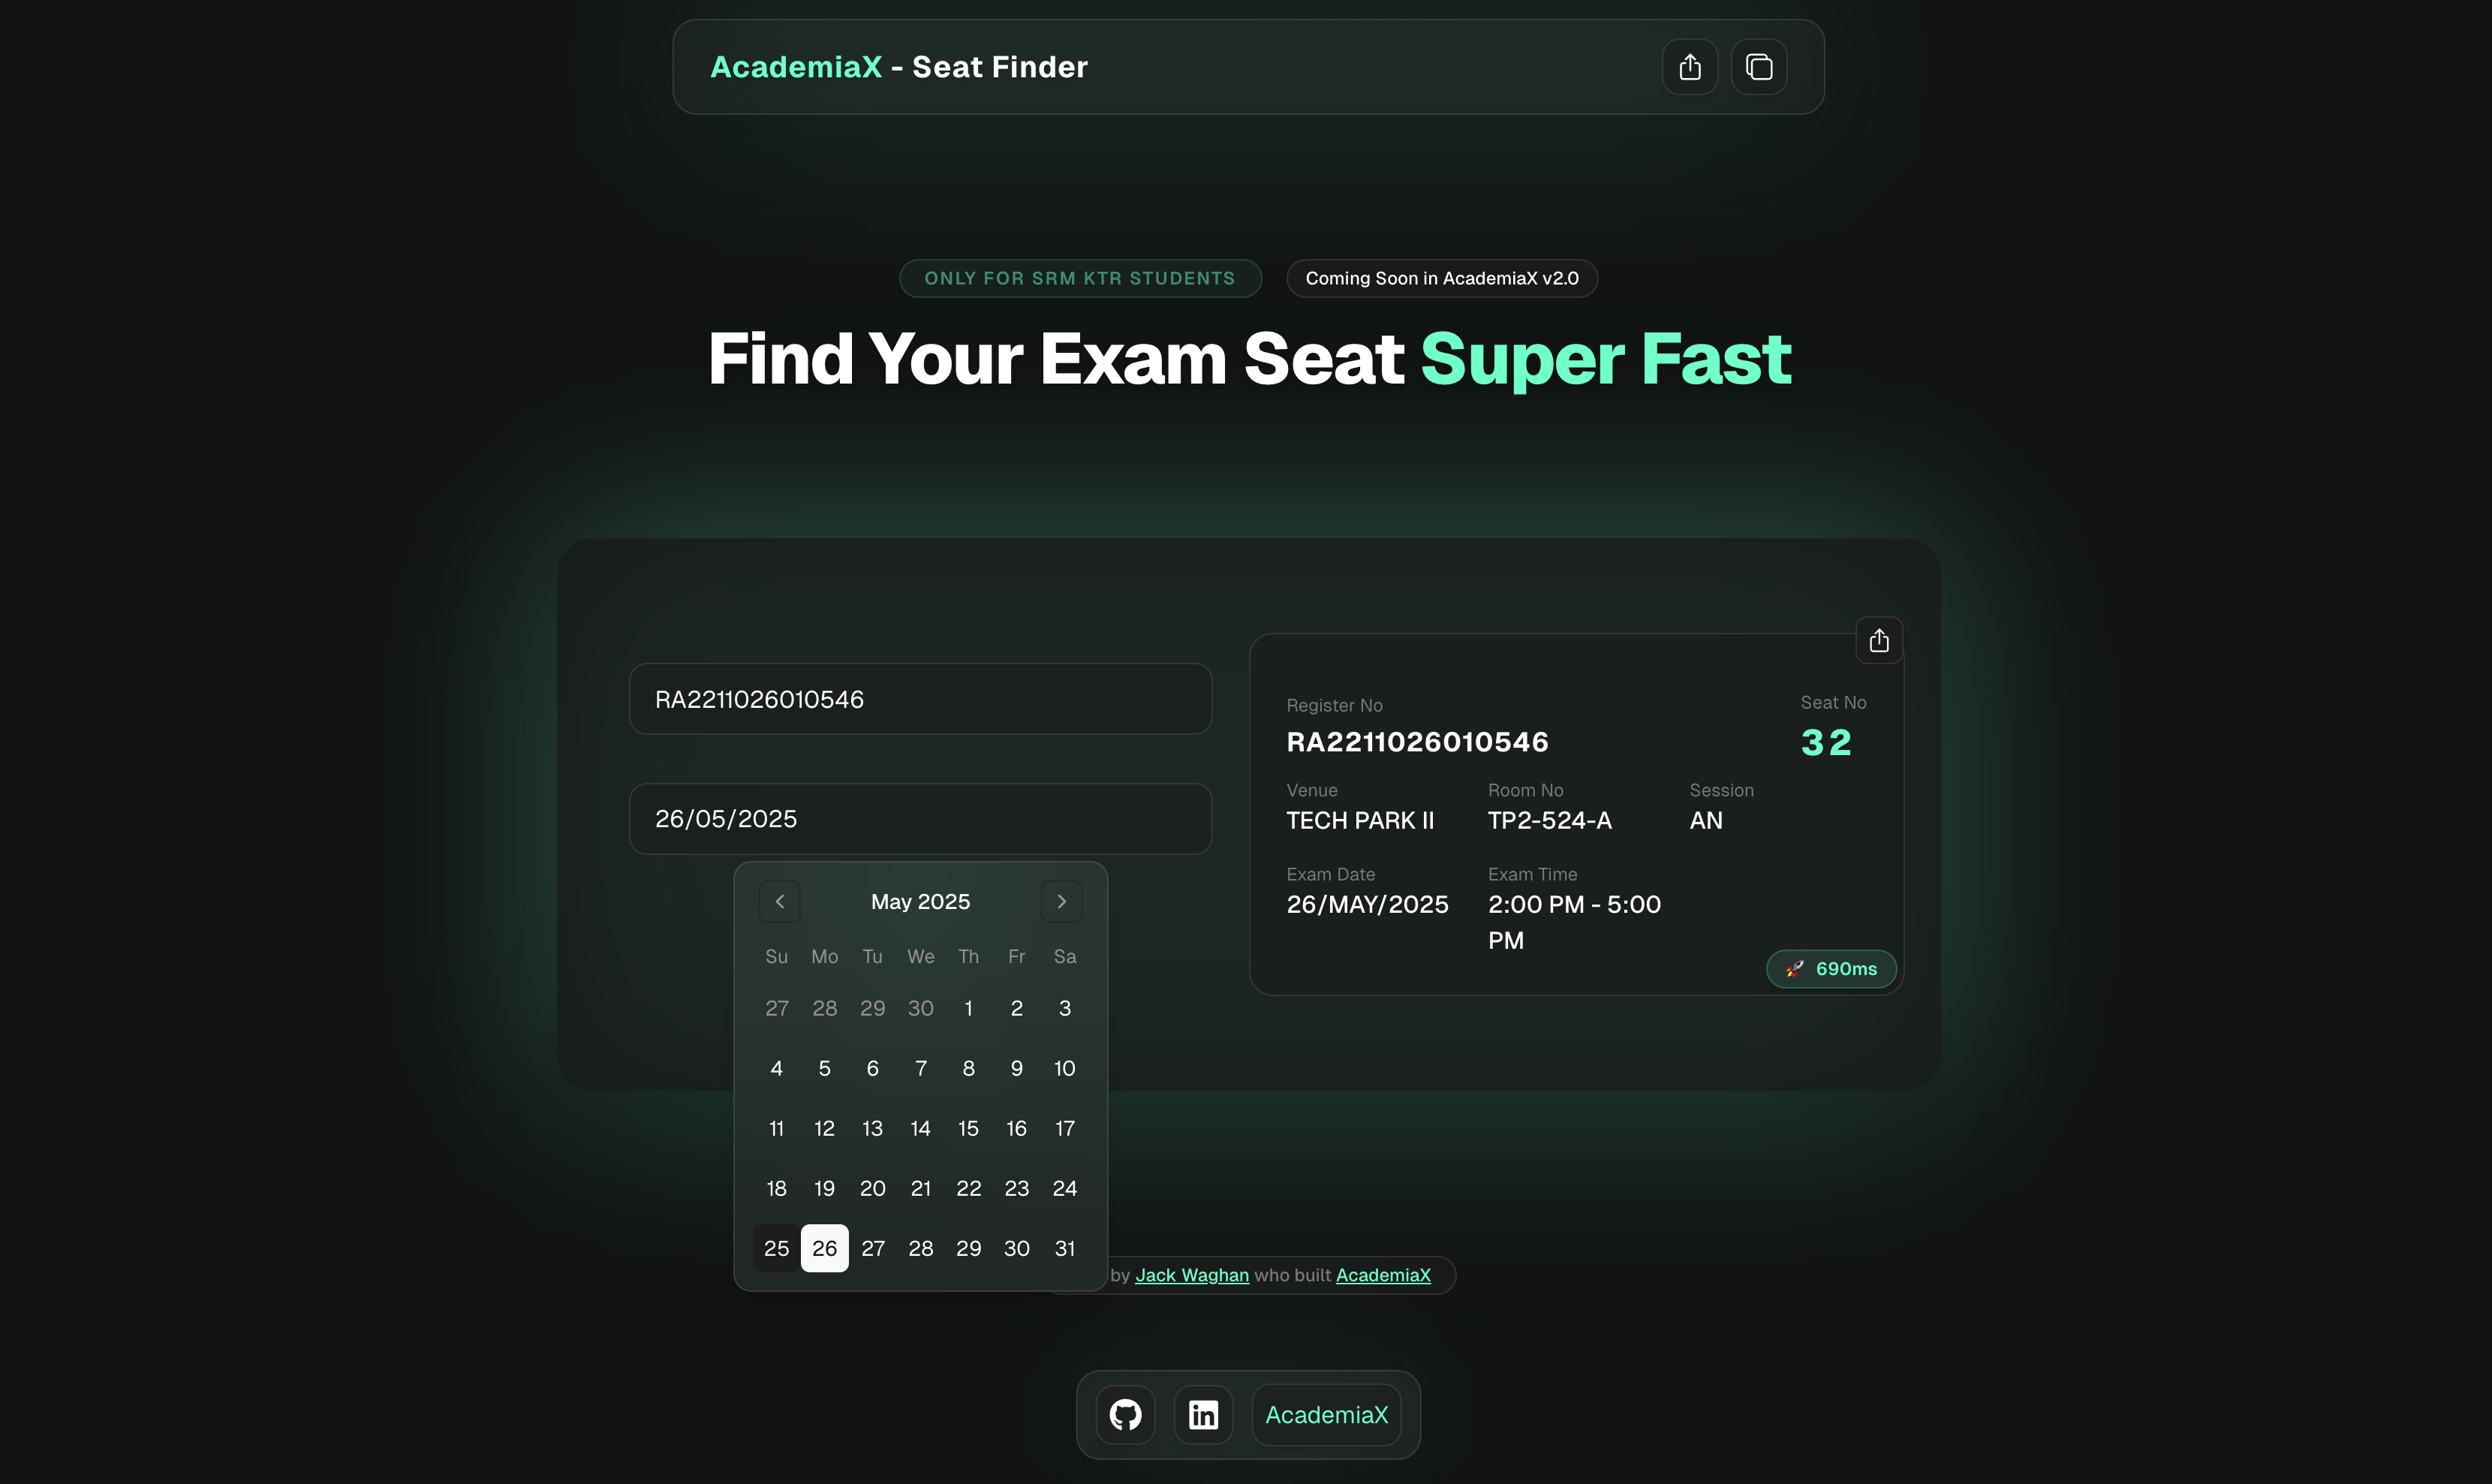 AcademiaX - Seat Finder
ONLY FOR SRM KTR STUDENTS
Coming Soon in AcademiaX v2.0
Find Your Exam Seat Super Fast
RA2211026010546
26/05/2025
May 2025
Su Mo Tu We Th Fr Sa
27 28 29 30 1 2 3
4 5 6 7 8 9 10
11 12 13 14 15 16 17
18 19 20 21 22 23 24
25 26 27 28 29 30 31
Register No
RA2211026010546
Seat No
32
Venue
TECH PARK II
Room No
TP2-524-A
Session
AN
Exam Date
26/MAY/2025
Exam Time
2:00 PM - 5:00
PM
690ms
by Jack Waghan who built AcademiaX
in
AcademiaX